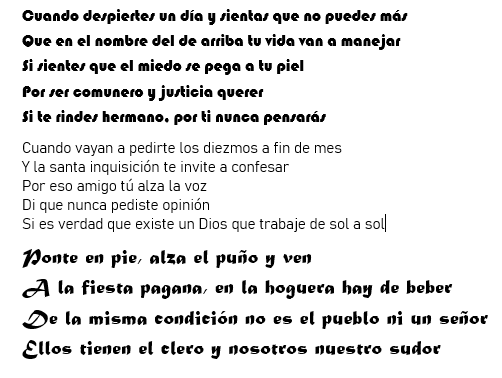 Cuando despiertes un día y sientas que no puedes más
Que en el nombre del de arriba tu vida van a manejar
Si sientes que el miedo se pega a tu piel
Por ser comunero y justicia querer
Si te rindes hermano, por ti nunca pensarás
Cuando vayan a pedirte los diezmos a fin de mes
Y la santa inquisición te invite a confesar
Por eso amigo tú alza la voz
Di que nunca pediste opinión
Si es verdad que existe un Dios que trabaje de sol a sol
Ponte en pie, alza el puño y ven
A la fiesta pagana, en la hoguera hay de beber
De la misma condición no es el pueblo ni un señor
Ellos tienen el clero y nosotros nuestro sudor